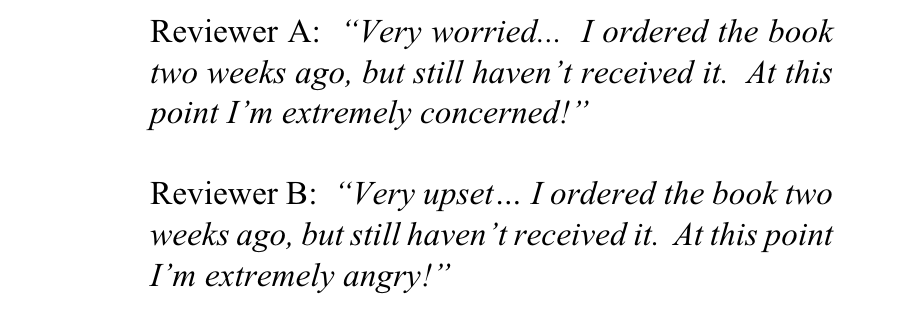 Reviewer A:  “Very worried...  I ordered the book
two weeks ago, but still haven’t received it.  At this
point I’m extremely concerned!”
Reviewer B:  “Very upset... I ordered the book two
weeks ago, but still haven’t received it.  At this point
I’m extremely angry!”